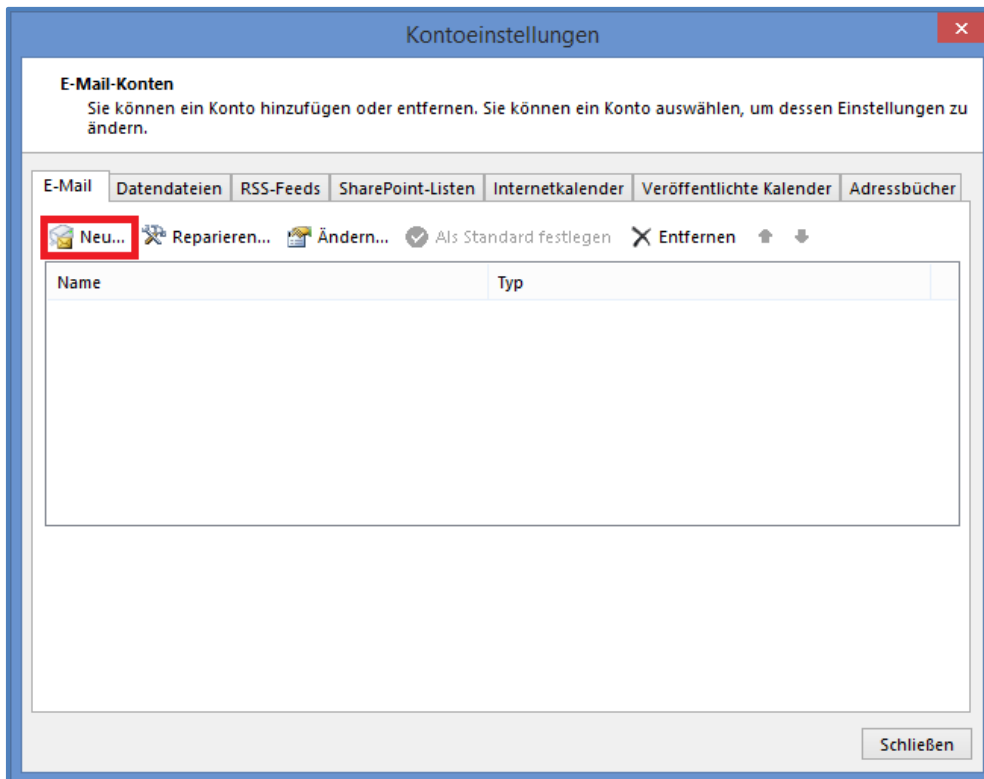 Kontoeinstellungen
E-Mail-Konten
Sie können ein Konto hinzufügen oder entfernen. Sie können ein Konto auswählen, um dessen Einstellungen zu
ändern.
E-Mail Datendateien RSS-Feeds SharePoint-Listen Internetkalender Veröffentlichte Kalender Adressbücher
Neu... Reparieren... Ändern... Als Standard festlegen Entfernen
Name Typ
Schließen